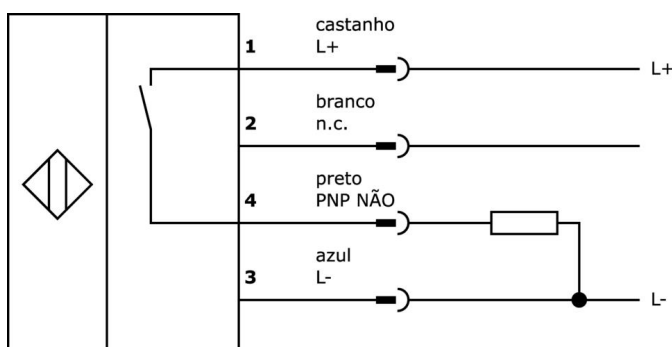 castanho
1 L+ L+
branco
2 n.c.
preto
4 PNP NÃO
azul
3 L- L-